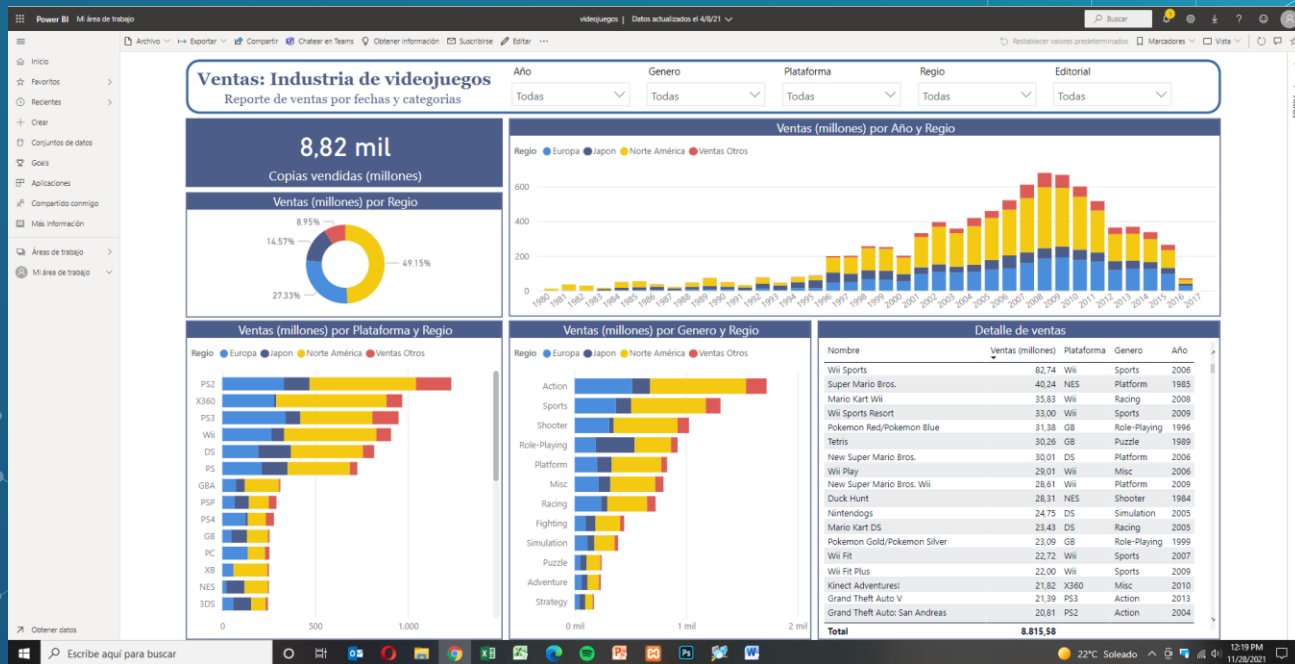 Power BI Mi área de trabajo
videojuegos | Datos actualizados el 4/8/21
Buscar
Archivo Exportar Compartir Chatear en Teams Obtener información Suscribirse Editar ···
Restablecer valores predeterminados Marcadores Vista
Inicio
Favoritos
Recientes
Crear
Conjuntos de datos
Goals
Aplicaciones
Compartido conmigo
Más información
Áreas de trabajo
Mi área de trabajo
Obtener datos
Ventas: Industria de videojuegos
Reporte de ventas por fechas y categorias
Año Genero Plataforma Regio Editorial
Todas Todas Todas Todas Todas
8,82 mil
Copias vendidas (millones)
Ventas (millones) por Regio
8,95%
14,57%
49,15%
27,33%
Ventas (millones) por Año y Regio
Regio Europa Japon Norte América Ventas Otros
600
400
200
0
1980 1981 1982 1983 1984 1985 1986 1987 1988 1989 1990 1991 1992 1993 1994 1995 1996 1997 1998 1999 2000 2001 2002 2003 2004 2005 2006 2007 2008 2009 2010 2011 2012 2013 2014 2015 2016 2017
Ventas (millones) por Plataforma y Regio
Regio Europa Japon Norte América Ventas Otros
PS2
X360
PS3
Wii
DS
PS
GBA
PSP
PS4
GB
PC
XB
NES
3DS
0 500 1.000
Ventas (millones) por Genero y Regio
Regio Europa Japon Norte América Ventas Otros
Action
Sports
Shooter
Role-Playing
Platform
Misc
Racing
Fighting
Simulation
Puzzle
Adventure
Strategy
0 mil 1 mil 2 mil
Detalle de ventas
Nombre Ventas (millones) Plataforma Genero Año
Wii Sports 82,74 Wii Sports 2006
Super Mario Bros. 40,24 NES Platform 1985
Mario Kart Wii 35,83 Wii Racing 2008
Wii Sports Resort 33,00 Wii Sports 2009
Pokemon Red/Pokemon Blue 31,38 GB Role-Playing 1996
Tetris 30,26 GB Puzzle 1989
New Super Mario Bros. 30,01 DS Platform 2006
Wii Play 29,01 Wii Misc 2006
New Super Mario Bros. Wii 28,61 Wii Platform 2009
Duck Hunt 28,31 NES Shooter 1984
Nintendogs 24,75 DS Simulation 2005
Mario Kart DS 23,43 DS Racing 2005
Pokemon Gold/Pokemon Silver 23,09 GB Role-Playing 1999
Wii Fit 22,72 Wii Sports 2007
Wii Fit Plus 22,00 Wii Sports 2009
Kinect Adventures! 21,82 X360 Misc 2010
Grand Theft Auto V 21,39 PS3 Action 2013
Grand Theft Auto: San Andreas 20,81 PS2 Action 2004
Total 8.815,58
Escribe aquí para buscar
22°C Soleado
12:19 PM
11/28/2021